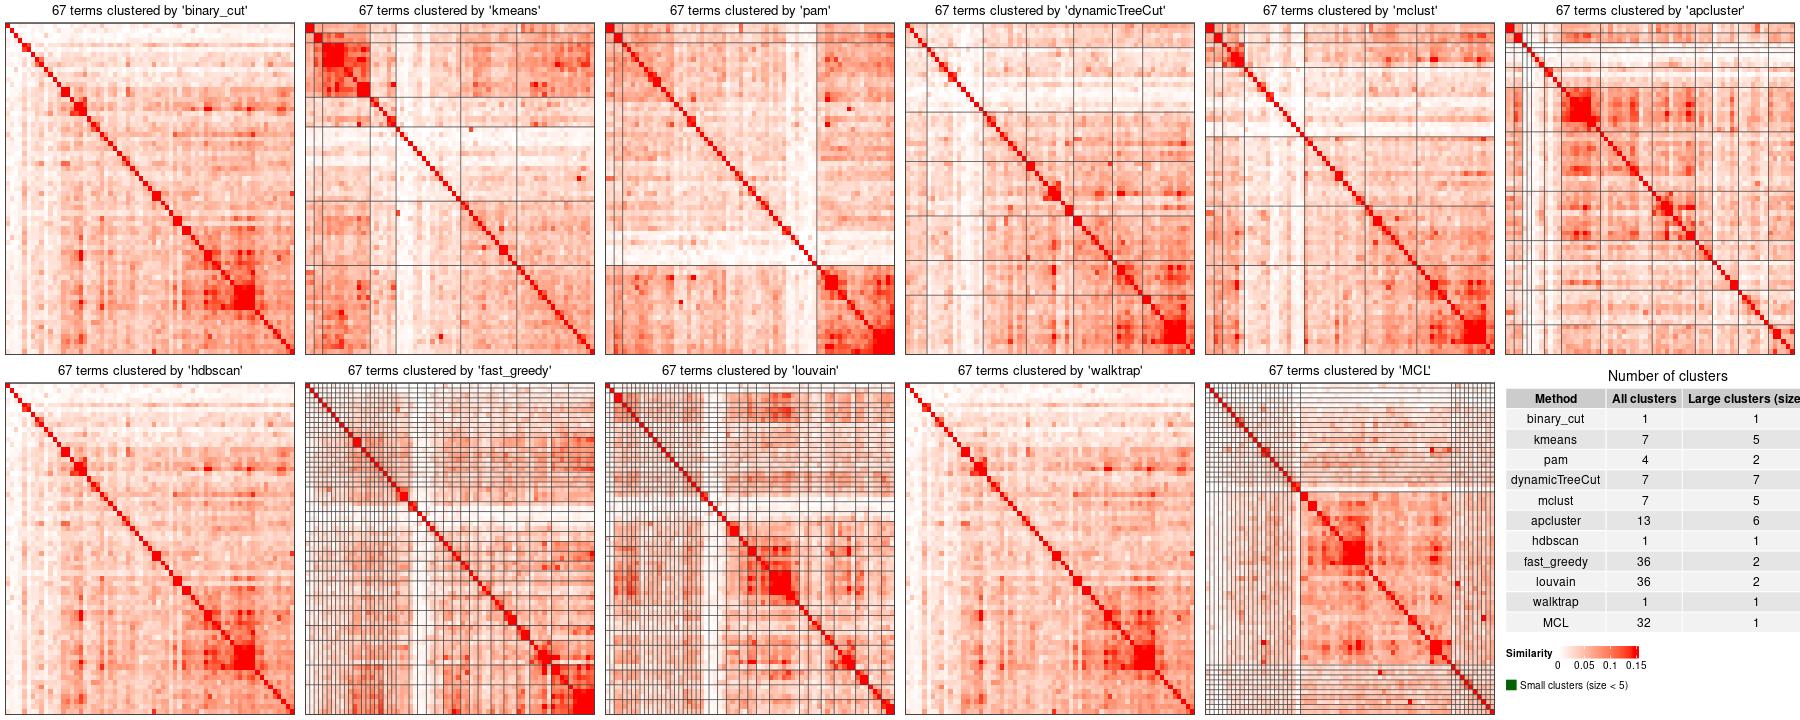 67 terms clustered by 'binary_cut'
67 terms clustered by 'kmeans'
67 terms clustered by 'pam'
67 terms clustered by 'dynamicTreeCut'
67 terms clustered by 'mclust'
67 terms clustered by 'apcluster'
67 terms clustered by 'hdbscan'
67 terms clustered by 'fast_greedy'
67 terms clustered by 'louvain'
67 terms clustered by 'walktrap'
67 terms clustered by 'MCL'
Number of clusters
Method All clusters Large clusters (size
binary_cut 1 1
kmeans 7 5
pam 4 2
dynamicTreeCut 7 7
mclust 7 5
apcluster 13 6
hdbscan 1 1
fast_greedy 36 2
louvain 36 2
walktrap 1 1
MCL 32 1
Similarity
0 0.05 0.1 0.15
Small clusters (size < 5)